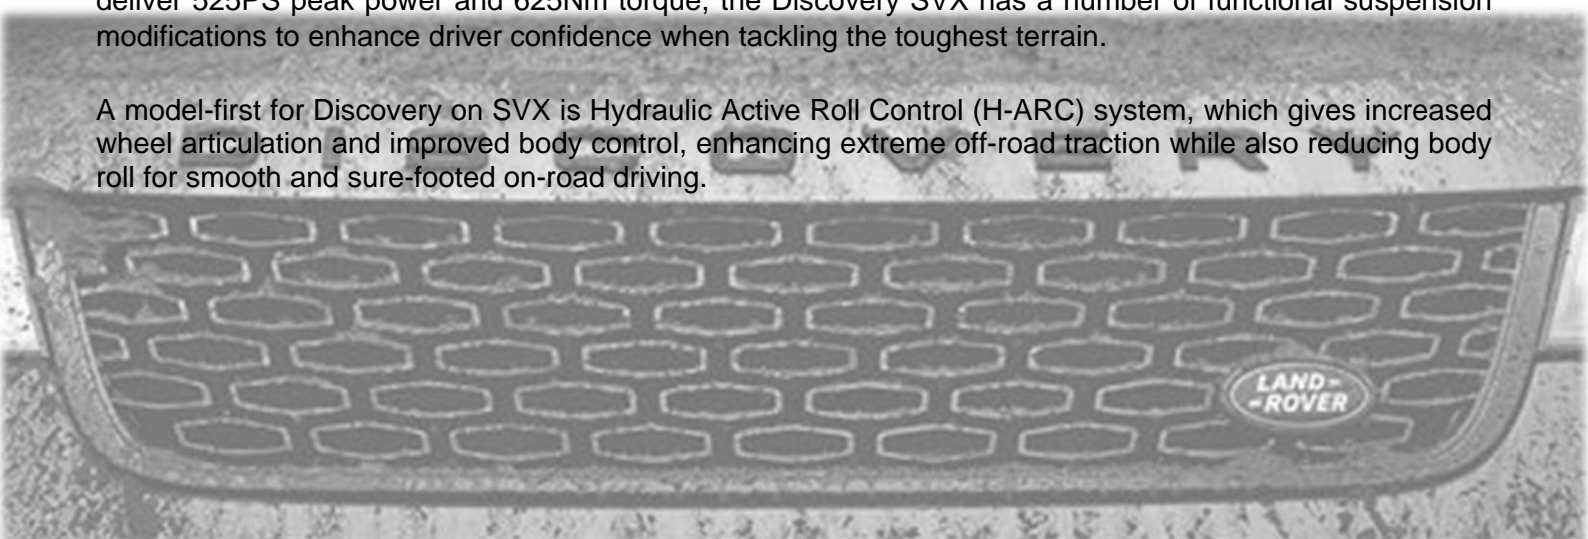 deliver 525PS peak power and 625Nm torque, the Discovery SVX has a number of functional suspension
modifications to enhance driver confidence when tackling the toughest terrain.
A model-first for Discovery on SVX is Hydraulic Active Roll Control (H-ARC) system, which gives increased
wheel articulation and improved body control, enhancing extreme off-road traction while also reducing body
roll for smooth and sure-footed on-road driving.
DISCOVERY
LAND-
-ROVER